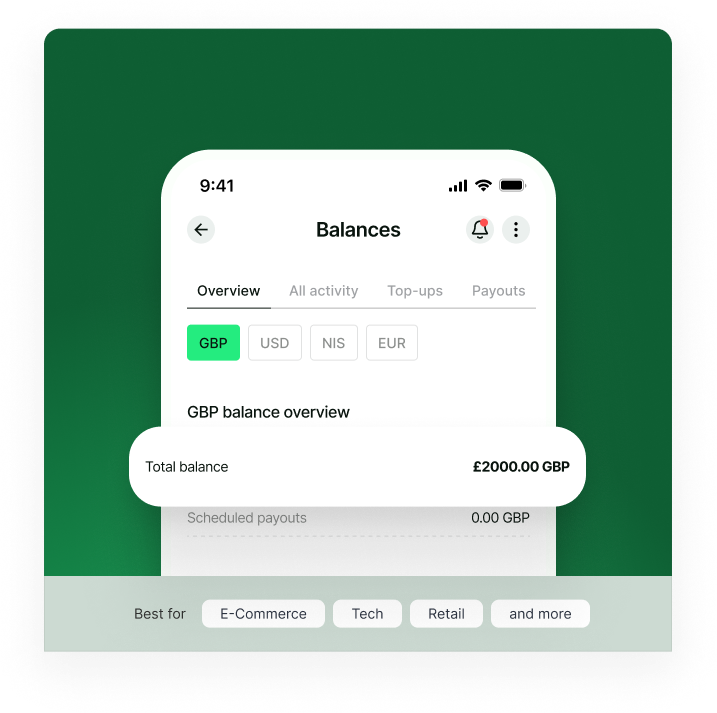 9:41
Balances
Overview All activity Top-ups Payouts
GBP USD NIS EUR
GBP balance overview
Total balance £2000.00 GBP
Scheduled payouts 0.00 GBP
Best for E-Commerce Tech Retail and more